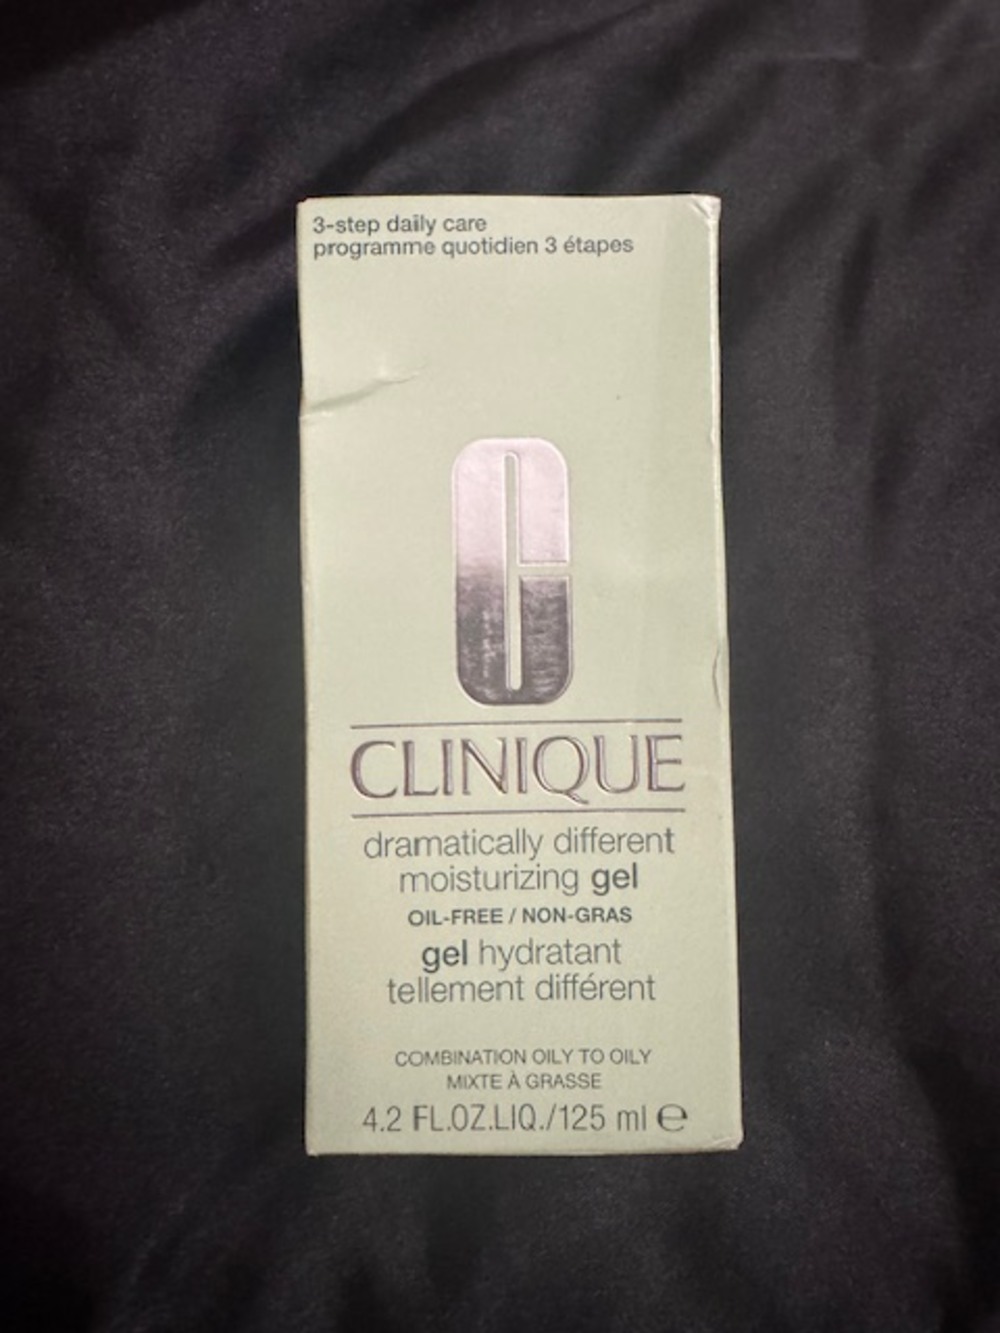 3-step daily care
programme quotidien 3 étapes
C
CLINIQUE
dramatically different
moisturizing gel
OIL-FREE / NON-GRAS
gel hydratant
tellement différent
COMBINATION OILY TO OILY
MIXTE À GRASSE
4.2 FL.OZ.LIQ./125 ml ℮